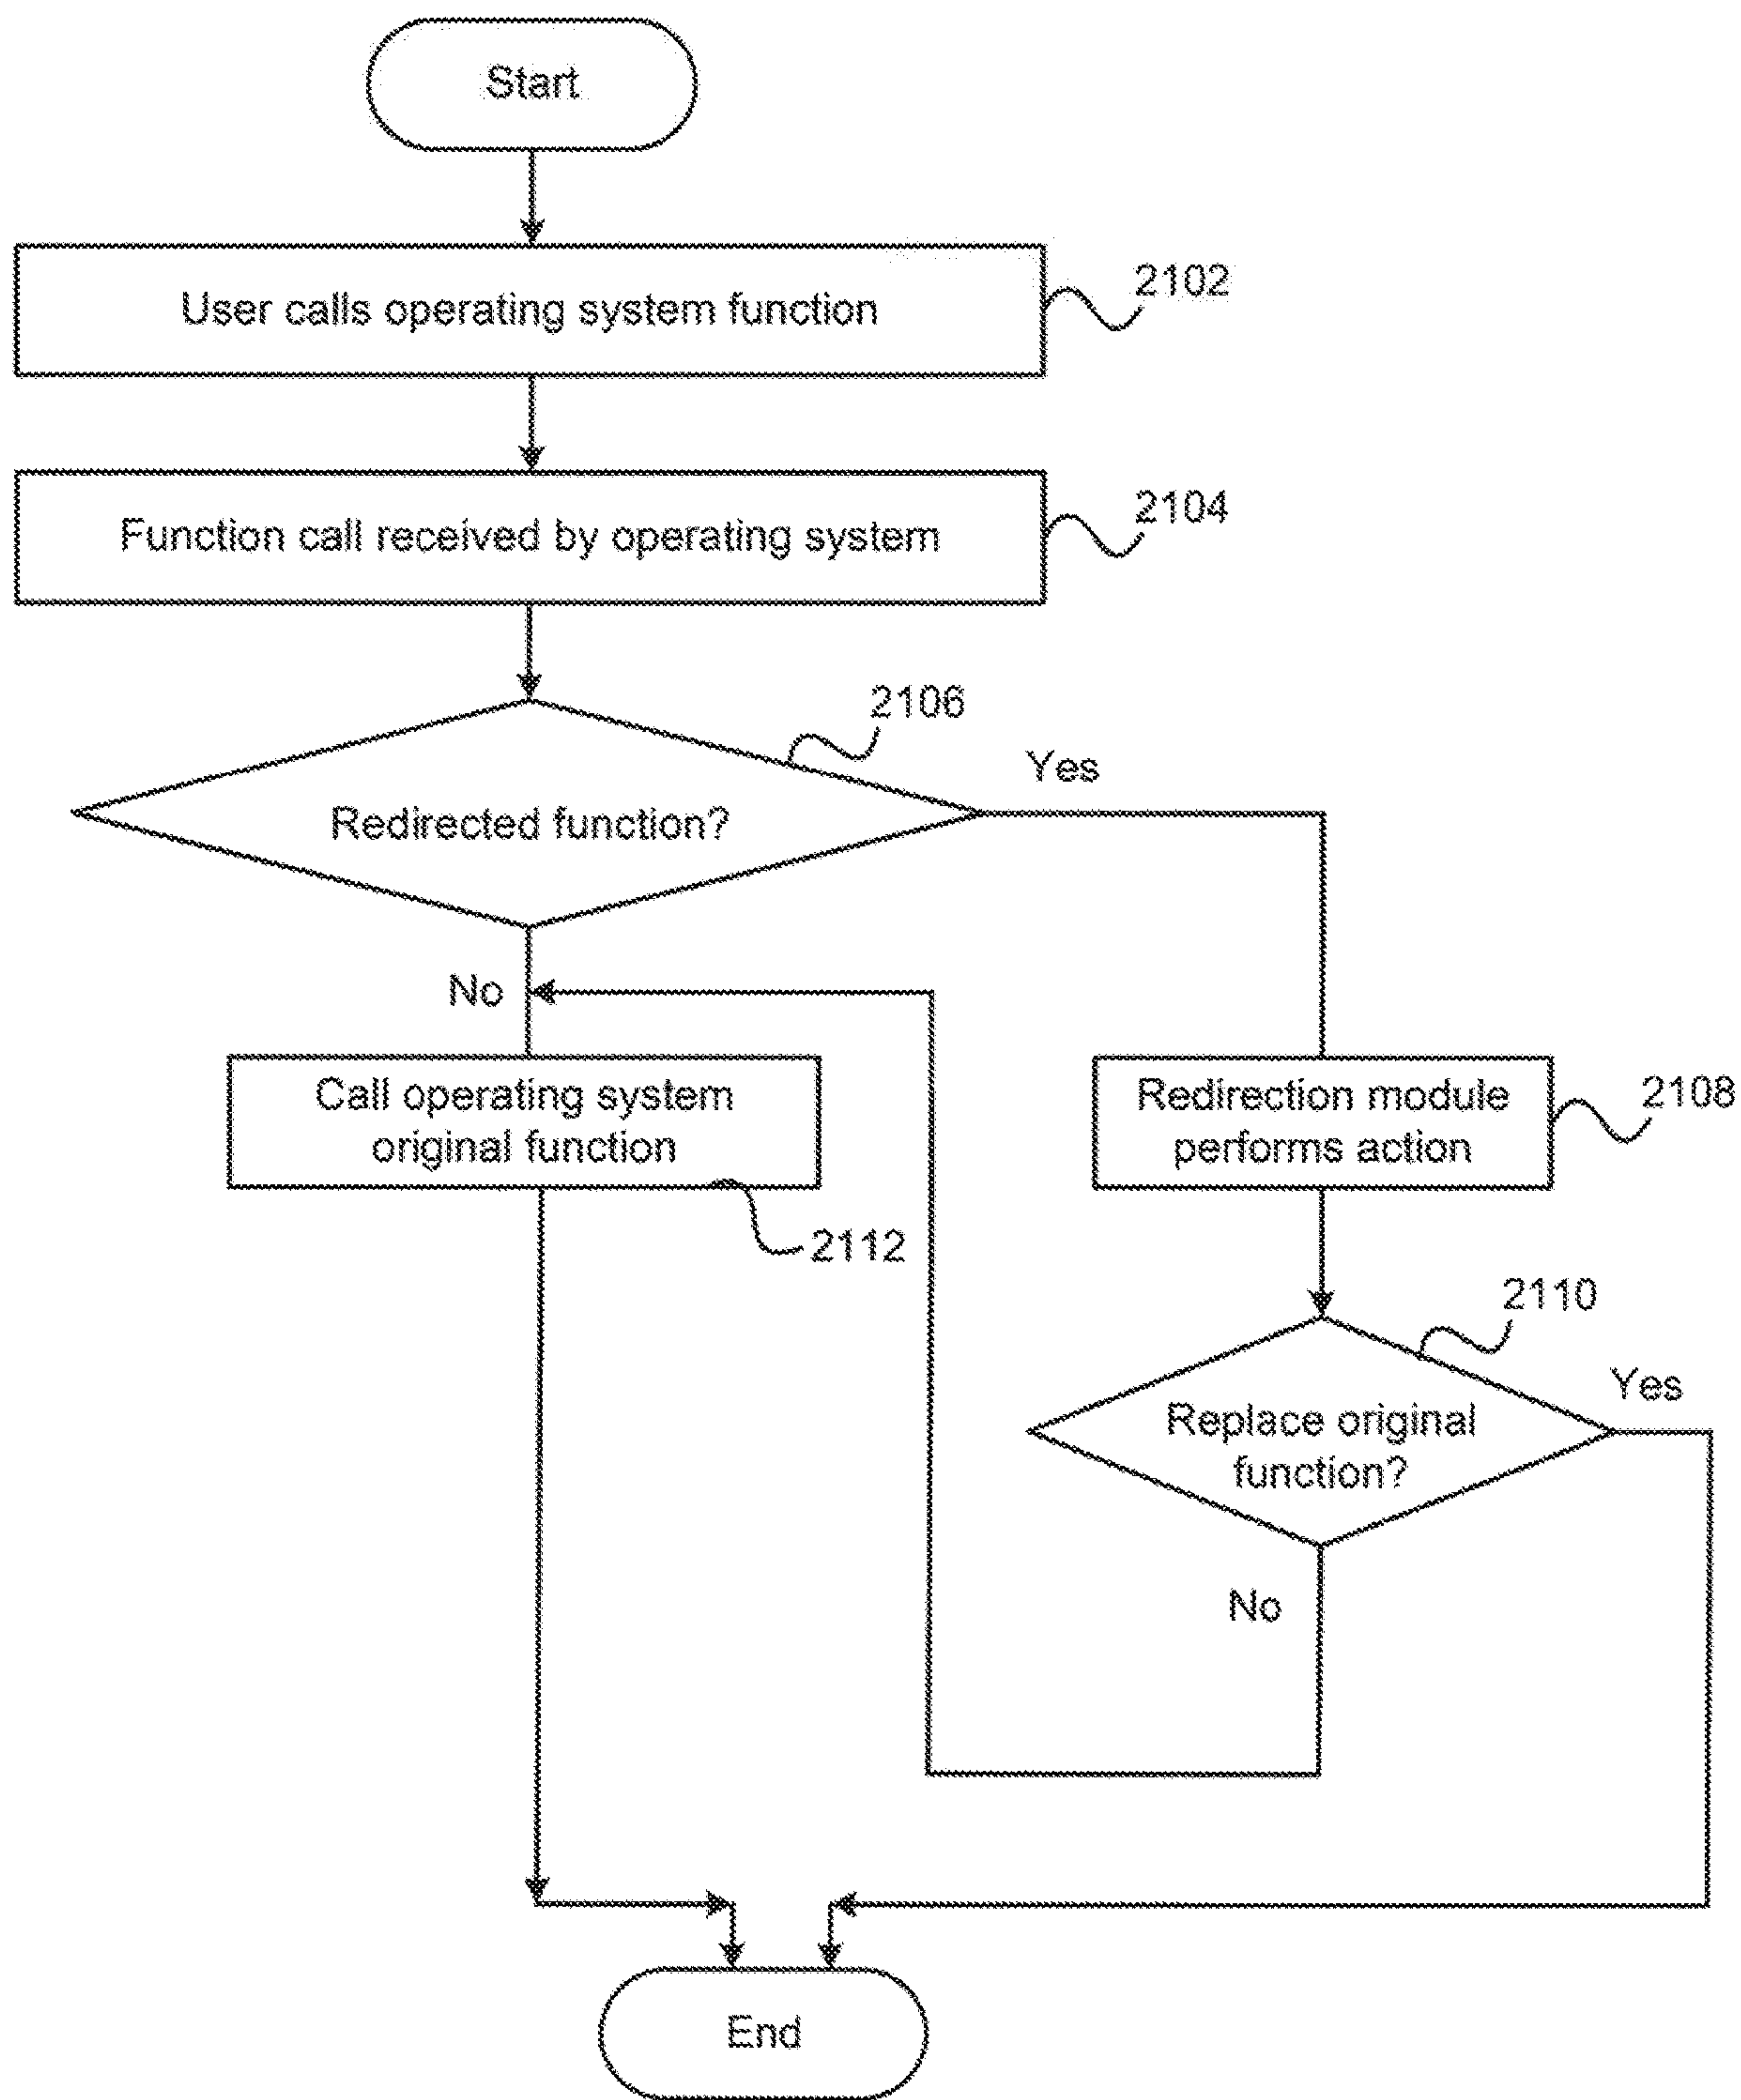 Start
User calls operating system function
2102
Function call received by operating system
2104
2106
Redirected function?
Yes
No
Call operating system
original function
2112
Redirection module
performs action
2108
2110
Replace original
function?
Yes
No
End